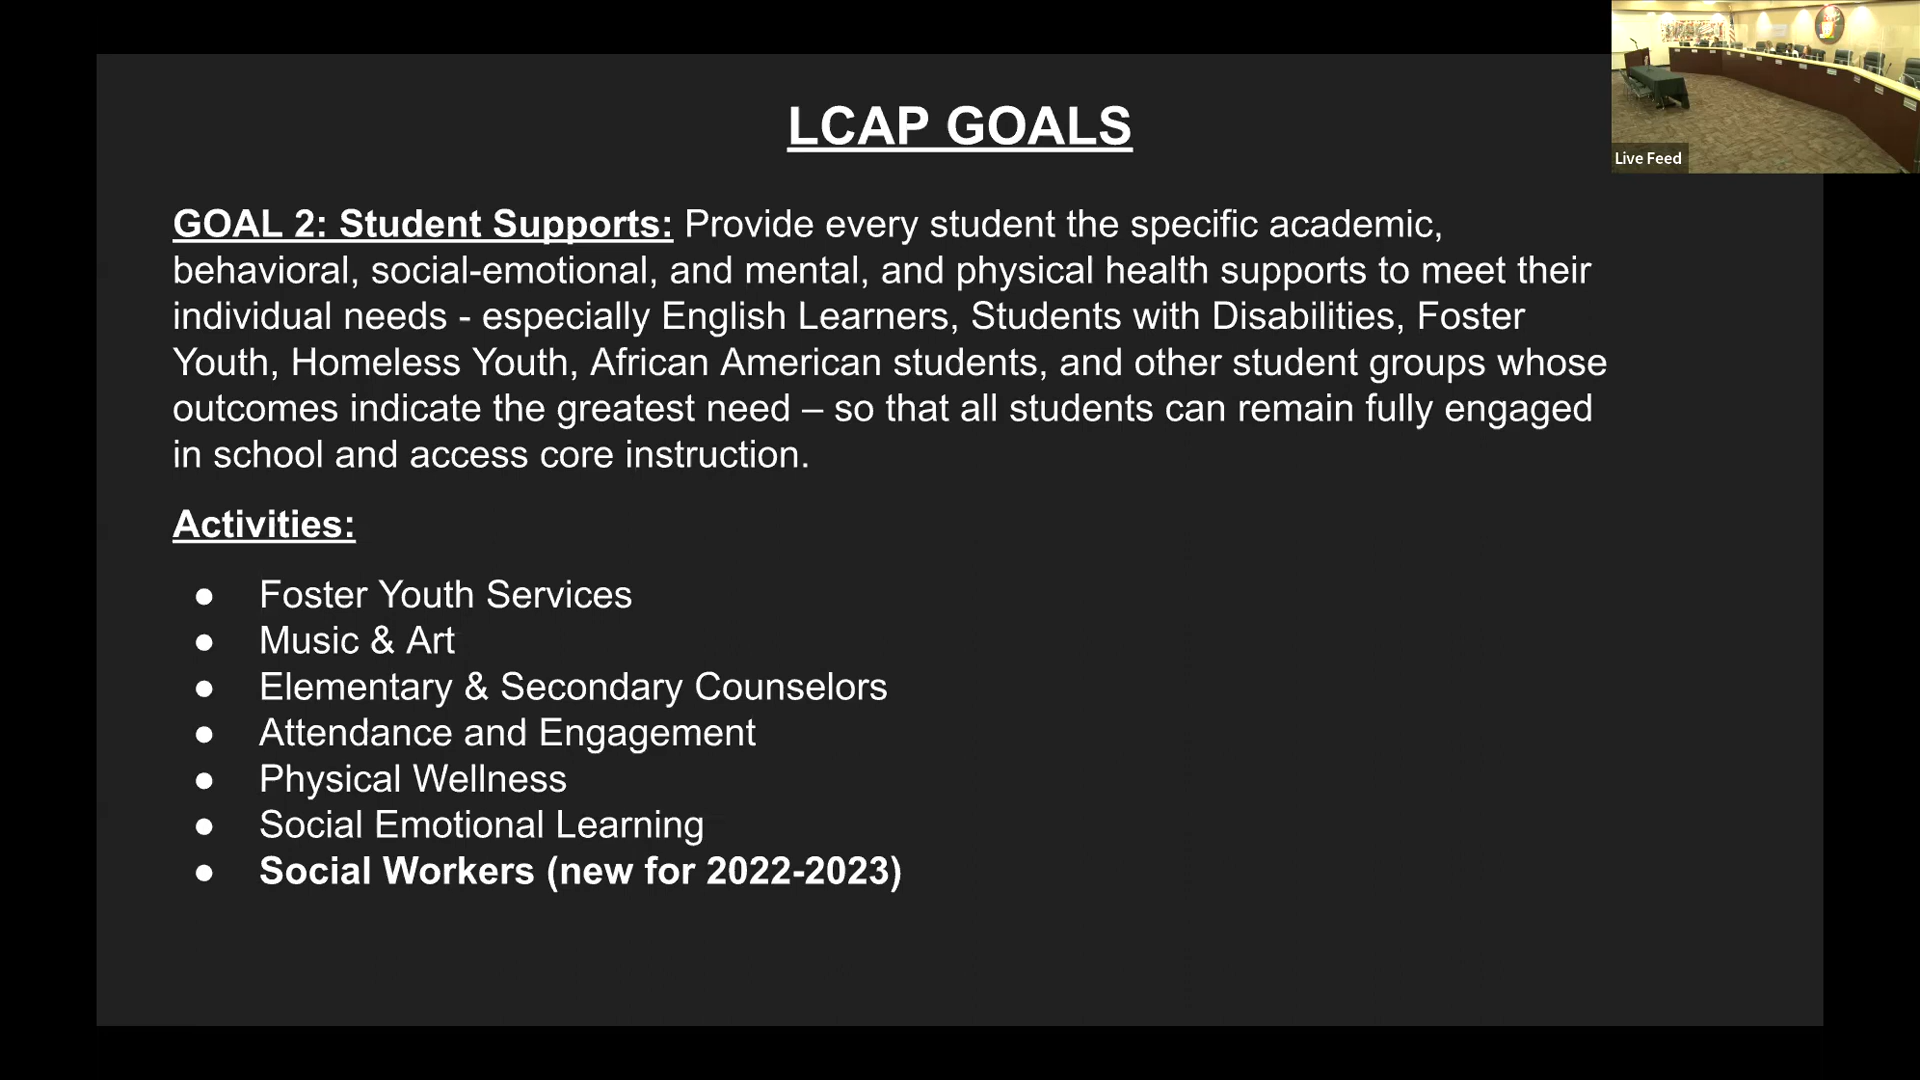 LCAP GOALS
Live Feed
GOAL 2: Student Supports: Provide every student the specific academic,
behavioral, social-emotional, and mental, and physical health supports to meet their
individual needs - especially English Learners, Students with Disabilities, Foster
Youth, Homeless Youth, African American students, and other student groups whose
outcomes indicate the greatest need – so that all students can remain fully engaged
in school and access core instruction.
Activities:
● Foster Youth Services
● Music & Art
● Elementary & Secondary Counselors
● Attendance and Engagement
● Physical Wellness
● Social Emotional Learning
● Social Workers (new for 2022-2023)